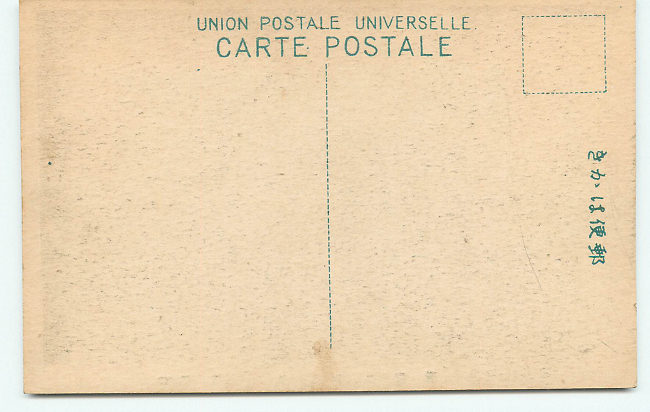 UNION POSTALE UNIVERSELLE.
CARTE POSTALE
郵便はかき